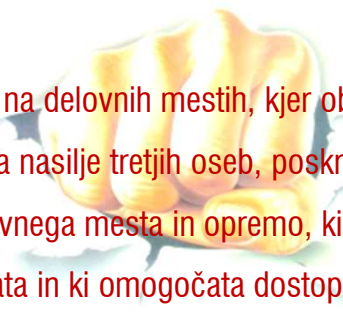 na delovnih mestih, kjer ob
a nasilje tretjih oseb, poskr
vnega mesta in opremo, ki
ata in ki omogočata dostop